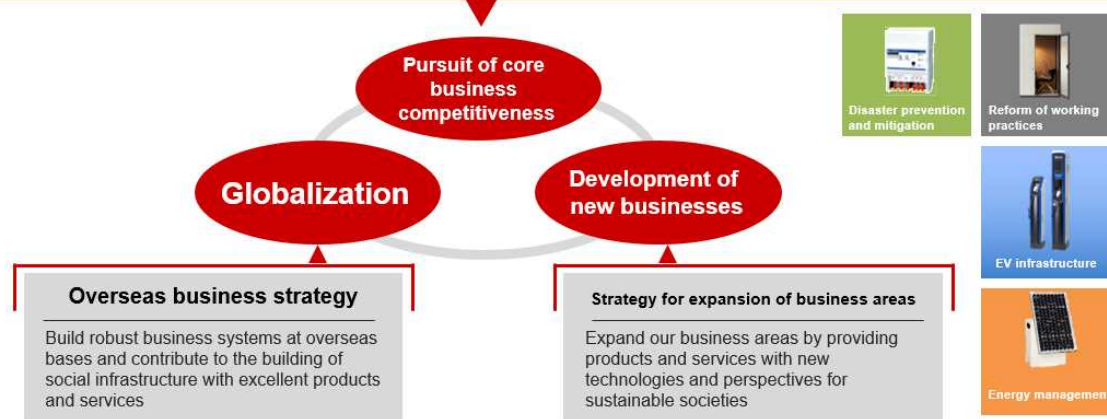 Pursuit of core
business
competitiveness
Globalization
Development of
new businesses
Overseas business strategy
Build robust business systems at overseas
bases and contribute to the building of
social infrastructure with excellent products
and services
Strategy for expansion of business areas
Expand our business areas by providing
products and services with new
technologies and perspectives for
sustainable societies
Disaster prevention
and mitigation
Reform of working
practices
EV infrastructure
Energy management